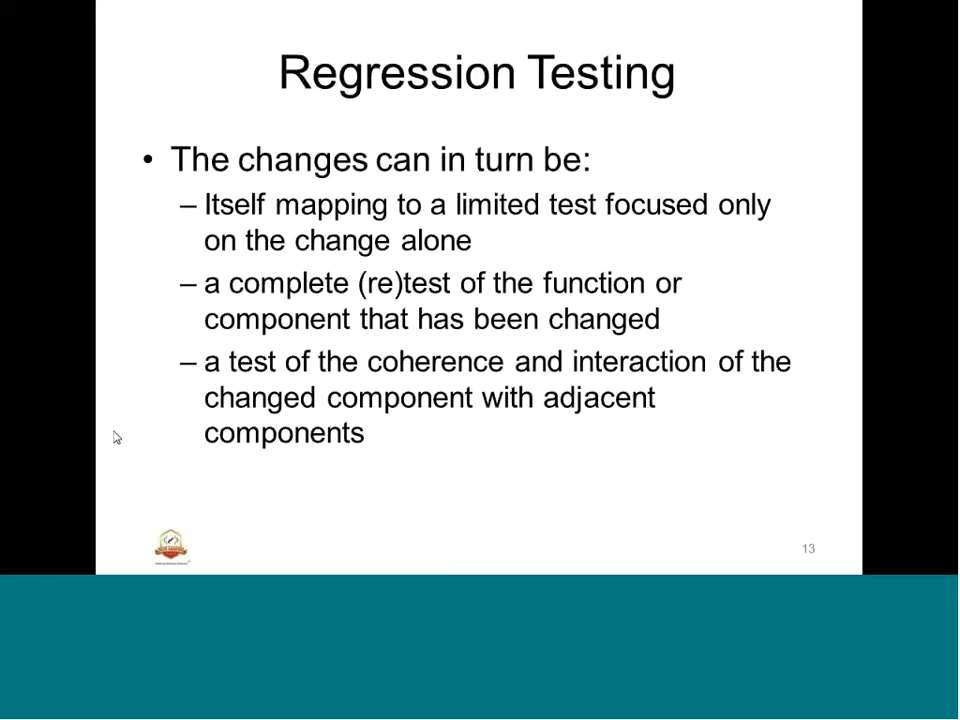 Regression Testing
• The changes can in turn be:
– Itself mapping to a limited test focused only
on the change alone
– a complete (re)test of the function or
component that has been changed
– a test of the coherence and interaction of the
changed component with adjacent
components
13